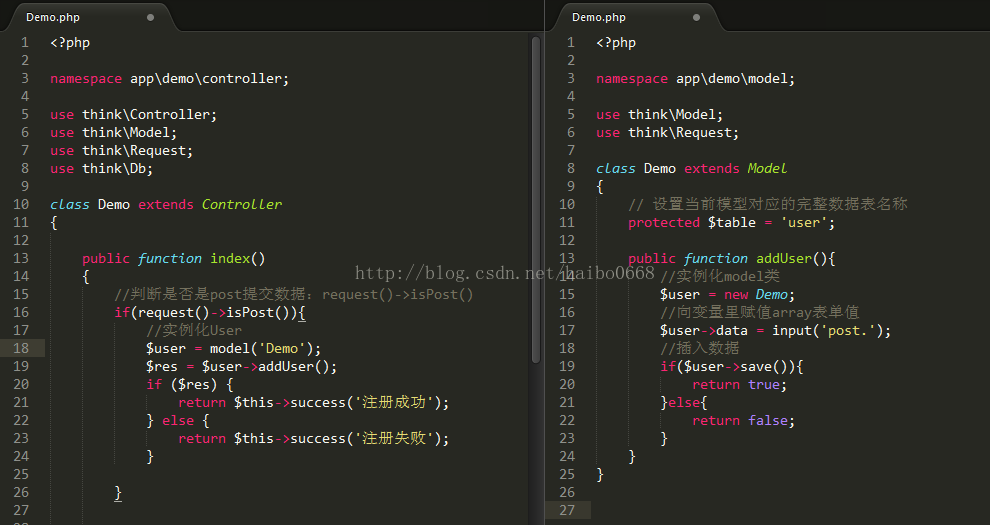 Demo.php
1 <?php
2
3 namespace app\demo\controller;
4
5 use think\Controller;
6 use think\Model;
7 use think\Request;
8 use think\Db;
9
10 class Demo extends Controller
11 {
12
13 public function index()
14 {
15 //判断是否是post提交数据：request()->isPost()
16 if(request()->isPost()){
17 //实例化User
18 $user = model('Demo');
19 $res = $user->addUser();
20 if ($res) {
21 return $this->success('注册成功');
22 } else {
23 return $this->success('注册失败');
24 }
25
26 }
27
Demo.php
1 <?php
2
3 namespace app\demo\model;
4
5 use think\Model;
6 use think\Request;
7
8 class Demo extends Model
9 {
10 // 设置当前模型对应的完整数据表名称
11 protected $table = 'user';
12
13 public function addUser(){
14 //实例化model类
15 $user = new Demo;
16 //向变量里赋值array表单值
17 $user->data = input('post.');
18 //插入数据
19 if($user->save()){
20 return true;
21 }else{
22 return false;
23 }
24 }
25 }
26
27
http://blog.csdn.net/haibo0668